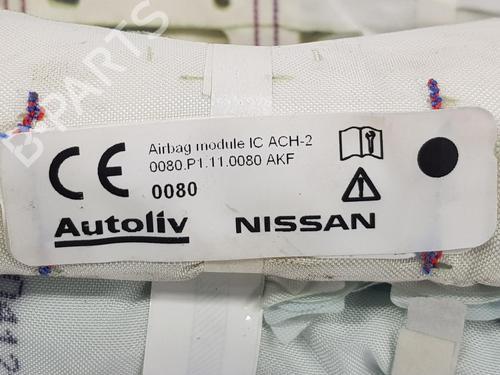 B-PARTS
CE
Airbag module IC ACH-2
0080.P1.11.0080 AKF
0080
Autoliv
NISSAN